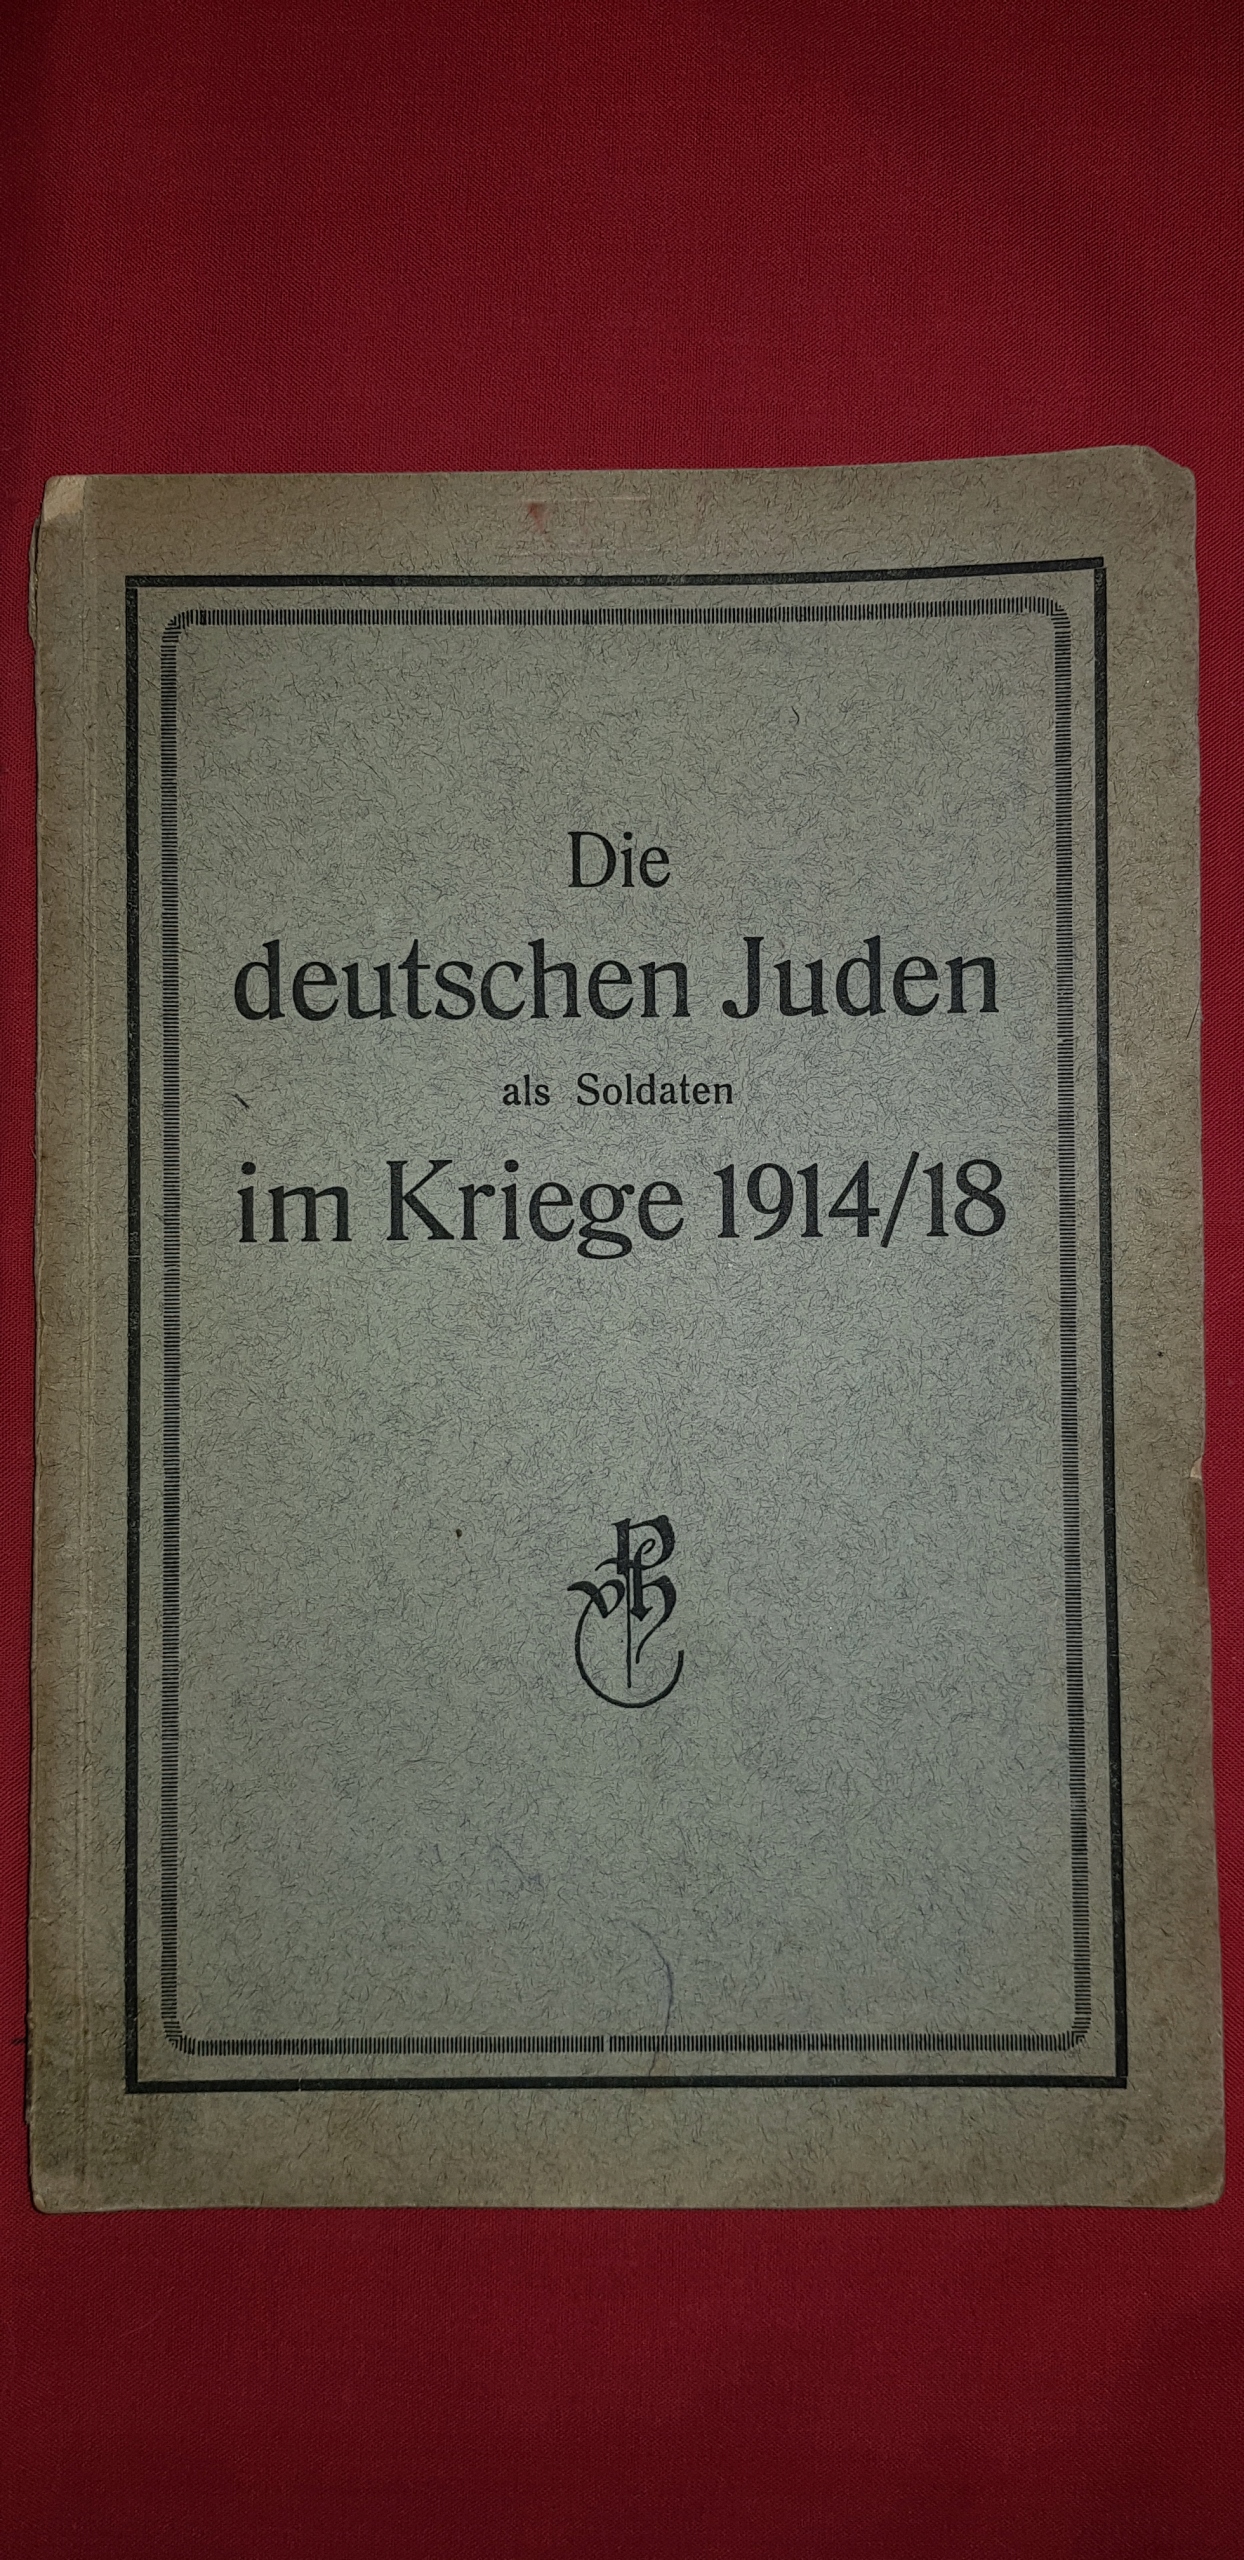 Die
deutschen Juden
als Soldaten
im Kriege 1914/18